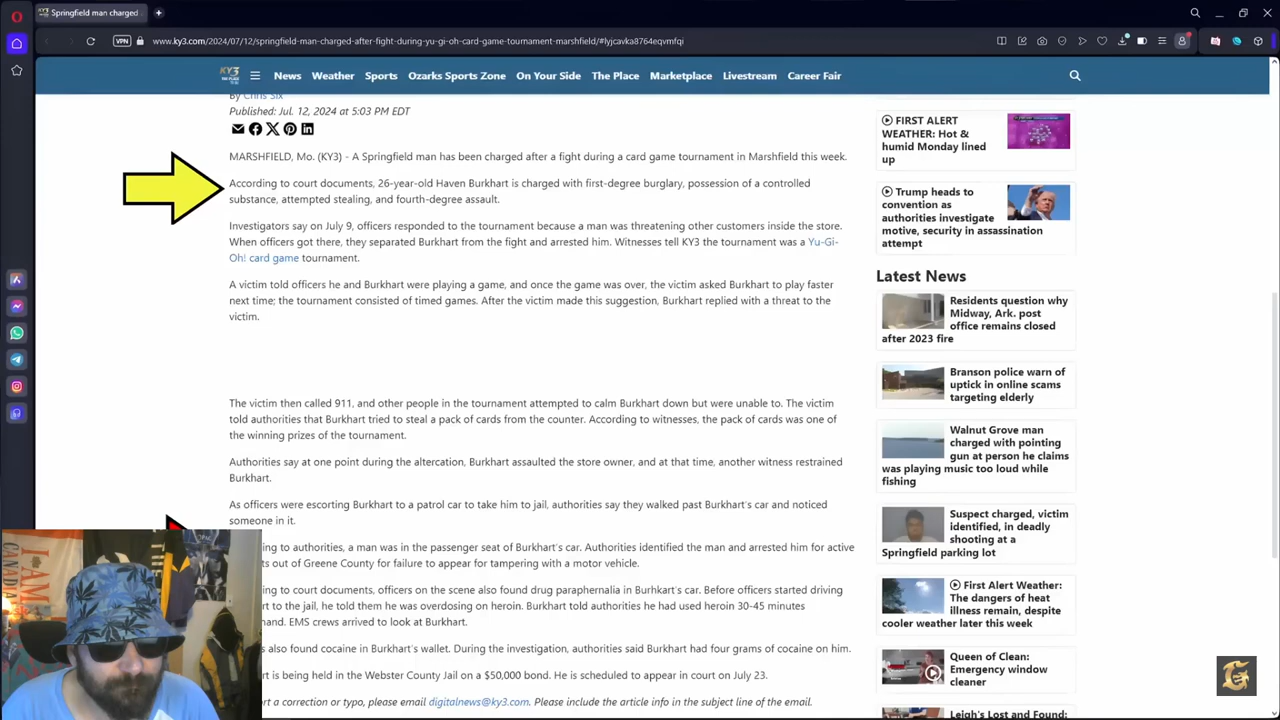 Springfield man charged
VPN
www.ky3.com/2024/07/12/springfield-man-charged-after-fight-during-yu-gi-oh-card-game-tournament-marshfield/#lyjcavka8764eqvmfqi
KY3
News
Weather
Sports
Ozarks Sports Zone
On Your Side
The Place
Marketplace
Livestream
Career Fair
By Chris Six
Published: Jul. 12, 2024 at 5:03 PM EDT
MARSHFIELD, Mo. (KY3) - A Springfield man has been charged after a fight during a card game tournament in Marshfield this week.
According to court documents, 26-year-old Haven Burkhart is charged with first-degree burglary, possession of a controlled
substance, attempted stealing, and fourth-degree assault.
Investigators say on July 9, officers responded to the tournament because a man was threatening other customers inside the store.
When officers got there, they separated Burkhart from the fight and arrested him. Witnesses tell KY3 the tournament was a Yu-Gi-
Oh! card game tournament.
A victim told officers he and Burkhart were playing a game, and once the game was over, the victim asked Burkhart to play faster
next time; the tournament consisted of timed games. After the victim made this suggestion, Burkhart replied with a threat to the
victim.
The victim then called 911, and other people in the tournament attempted to calm Burkhart down but were unable to. The victim
told authorities that Burkhart tried to steal a pack of cards from the counter. According to witnesses, the pack of cards was one of
the winning prizes of the tournament.
Authorities say at one point during the altercation, Burkhart assaulted the store owner, and at that time, another witness restrained
Burkhart.
As officers were escorting Burkhart to a patrol car to take him to jail, authorities say they walked past Burkhart's car and noticed
someone in it.
to authorities, a man was in the passenger seat of Burkhart's car. Authorities identified the man and arrested him for active
out of Greene County for failure to appear for tampering with a motor vehicle.
to court documents, officers on the scene also found drug paraphernalia in Burhkart's car. Before officers started driving
to the jail, he told them he was overdosing on heroin. Burkhart told authorities he had used heroin 30-45 minutes
EMS crews arrived to look at Burkhart.
also found cocaine in Burkhart's wallet. During the investigation, authorities said Burkhart had four grams of cocaine on him.
is being held in the Webster County Jail on a $50,000 bond. He is scheduled to appear in court on July 23.
a correction or typo, please email digitalnews@ky3.com. Please include the article info in the subject line of the email.
FIRST ALERT
WEATHER: Hot &
humid Monday lined
up
Trump heads to
convention as
authorities investigate
motive, security in assassination
attempt
Latest News
Residents question why
Midway, Ark. post
office remains closed
after 2023 fire
Branson police warn of
uptick in online scams
targeting elderly
Walnut Grove man
charged with pointing
gun at person he claims
was playing music too loud while
fishing
Suspect charged, victim
identified, in deadly
shooting at a
Springfield parking lot
First Alert Weather:
The dangers of heat
illness remain, despite
cooler weather later this week
Queen of Clean:
Emergency window
cleaner
Leigh's Lost and Found: